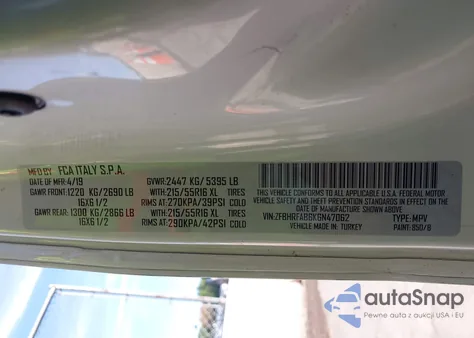 MFD BY FCA ITALY S.P.A.
DATE OF MFR 4/19 GVWR:2447 KG/ 5395 LB
GAWR FRONT:1220 KG/2690 LB WITH:215/55R16 XL TIRES
16X6 1/2 RIMS AT:270KPA/39PSI COLD
GAWR REAR:1300 KG/2866 LB WITH:215/55R16 XL TIRES
16X6 1/2 RIMS AT:290KPA/42PSI COLD
THIS VEHICLE CONFORMS TO ALL APPLICABLE U.S.A. FEDERAL MOTOR
VEHICLE SAFETY, BUMPER, AND THEFT PREVENTION STANDARDS
IN EFFECT ON THE DATE OF MANUFACTURE SHOWN ABOVE.
VIN:ZFBHRFAB6K6N47062 TYPE:MPV
VEHICLE MADE IN: TURKEY PAINT:850/B
autoSnap
Pewne auto z aukcji USA i EU